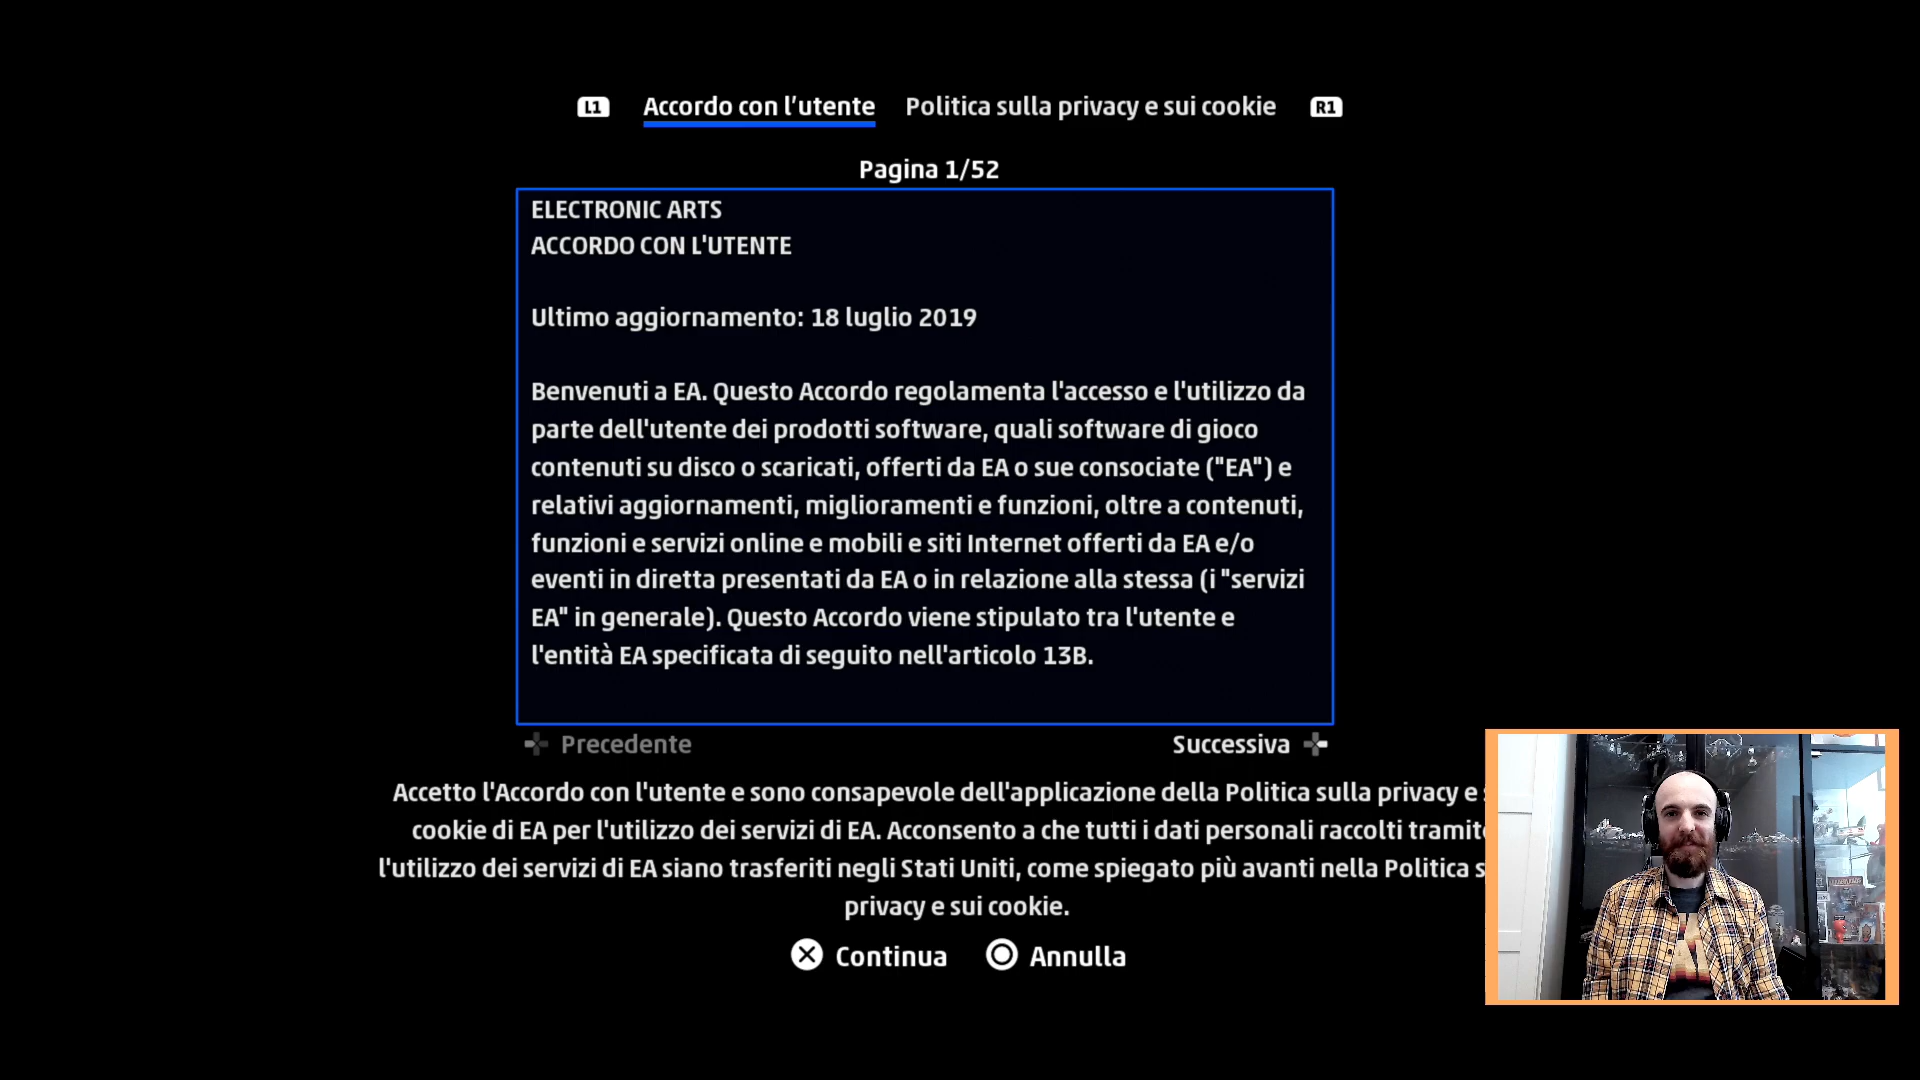 L1 Accordo con l'utente Politica sulla privacy e sui cookie R1
Pagina 1/52
ELECTRONIC ARTS
ACCORDO CON L'UTENTE
Ultimo aggiornamento: 18 luglio 2019
Benvenuti a EA. Questo Accordo regolamenta l'accesso e l'utilizzo da
parte dell'utente dei prodotti software, quali software di gioco
contenuti su disco o scaricati, offerti da EA o sue consociate ("EA") e
relativi aggiornamenti, miglioramenti e funzioni, oltre a contenuti,
funzioni e servizi online e mobili e siti Internet offerti da EA e/o
eventi in diretta presentati da EA o in relazione alla stessa (i "servizi
EA" in generale). Questo Accordo viene stipulato tra l'utente e
l'entità EA specificata di seguito nell'articolo 13B.
Precedente Successiva
Accetto l'Accordo con l'utente e sono consapevole dell'applicazione della Politica sulla privacy e
cookie di EA per l'utilizzo dei servizi di EA. Acconsento a che tutti i dati personali raccolti tramite
l'utilizzo dei servizi di EA siano trasferiti negli Stati Uniti, come spiegato più avanti nella Politica
privacy e sui cookie.
Continua Annulla